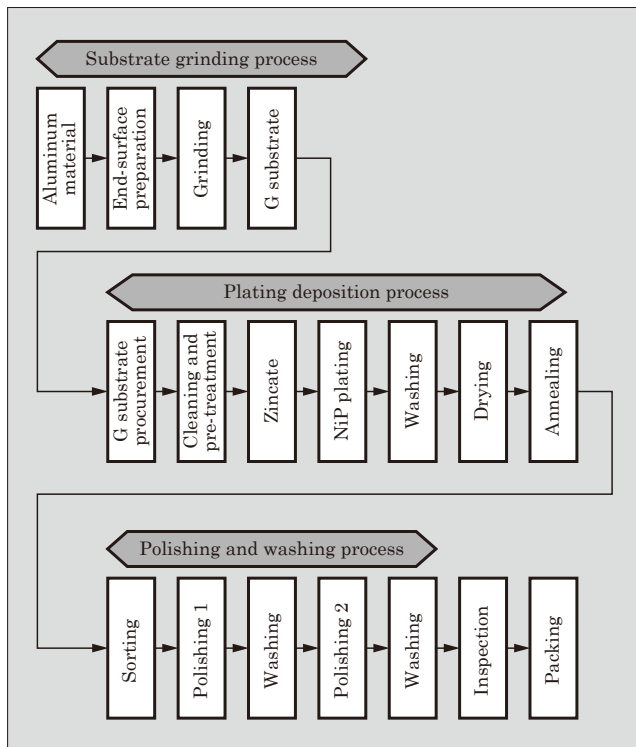 Substrate grinding process
Aluminum
material
End-surface
preparation
Grinding
G substrate
Plating deposition process
G substrate
procurement
Cleaning and
pre-treatment
Zincate
NiP plating
Washing
Drying
Annealing
Polishing and washing process
Sorting
Polishing 1
Washing
Polishing 2
Washing
Inspection
Packing